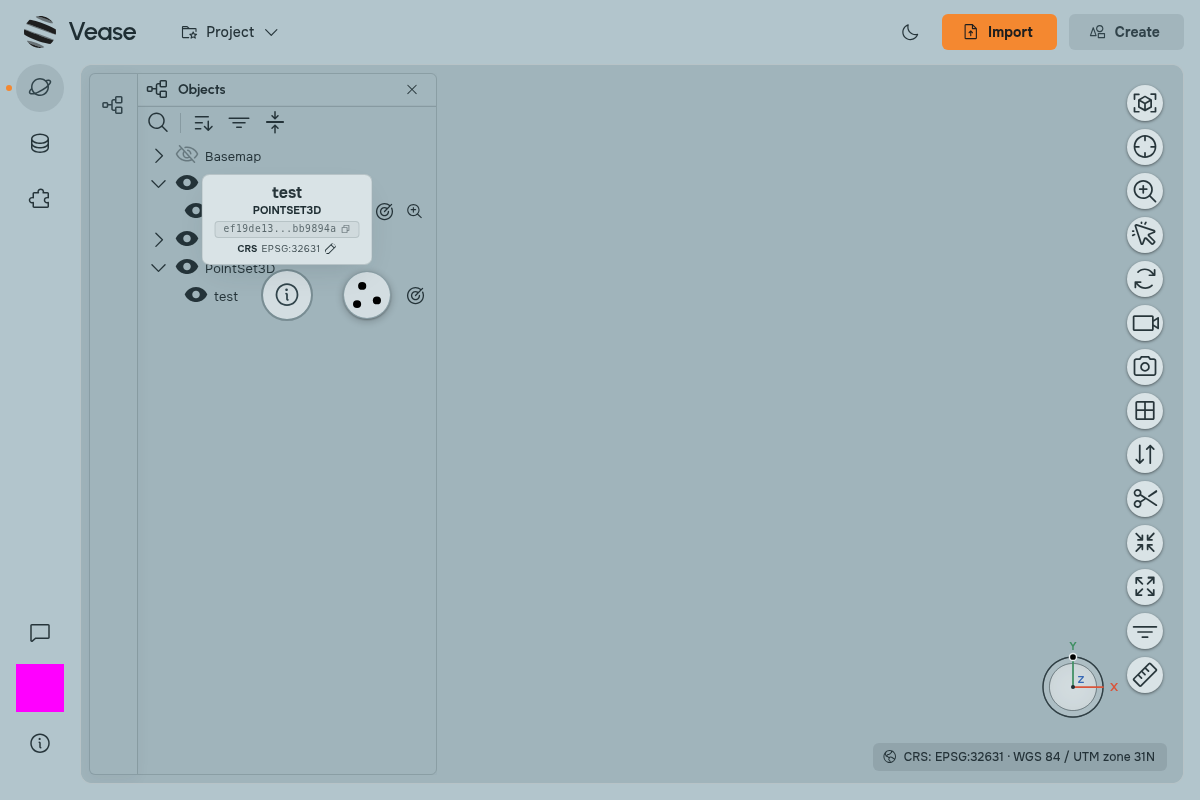 Vease
Project
Import
Create
Objects
Basemap
test
POINTSET3D
ef19de13...bb9894a
CRS EPSG:32631
PointSet3D
test
Y
Z
X
CRS: EPSG:32631 · WGS 84 / UTM zone 31N